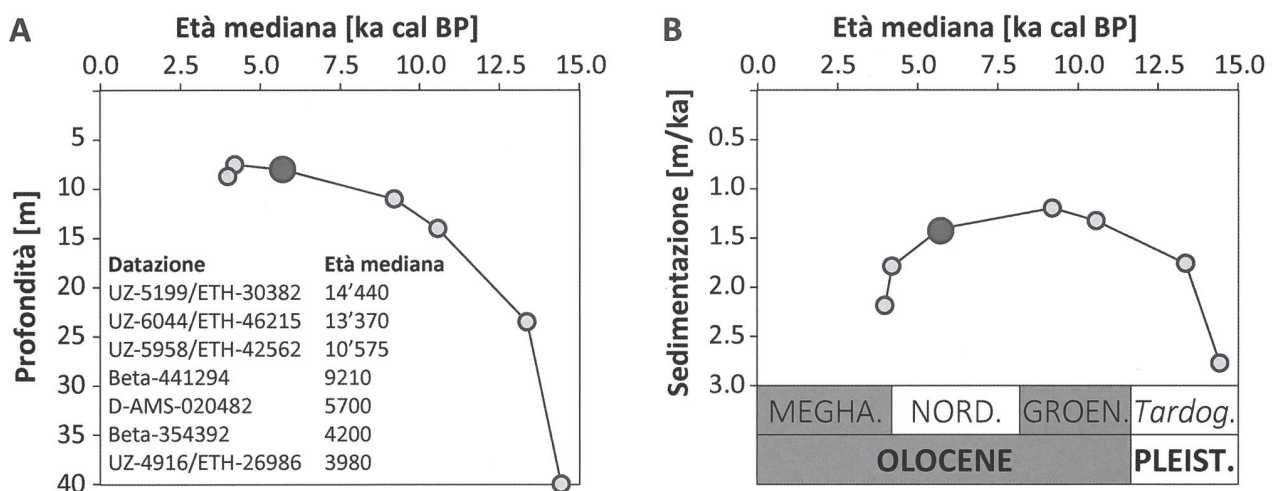 A
Età mediana [ka cal BP]
0.0 2.5 5.0 7.5 10.0 12.5 15.0
Profondità [m]
5
10
15
20
25
30
35
40
Datazione Età mediana
UZ-5199/ETH-30382 14’440
UZ-6044/ETH-46215 13’370
UZ-5958/ETH-42562 10’575
Beta-441294 9210
D-AMS-020482 5700
Beta-354392 4200
UZ-4916/ETH-26986 3980
B
Età mediana [ka cal BP]
0.0 2.5 5.0 7.5 10.0 12.5 15.0
Sedimentazione [m/ka]
0.5
1.0
1.5
2.0
2.5
3.0
MEGHA. NORD. GROEN. Tardog.
OLOCENE PLEIST.